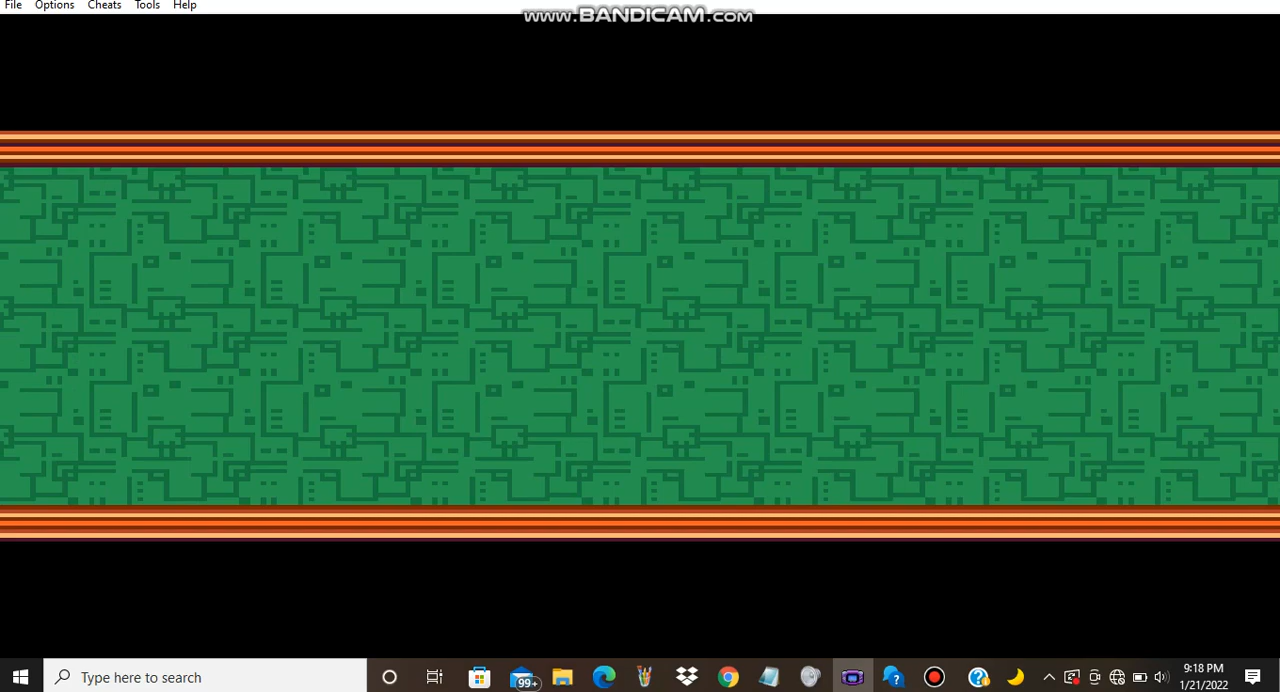 File Options Cheats Tools Help
www.BANDICAM.com
Type here to search
99+
9:18 PM
1/21/2022